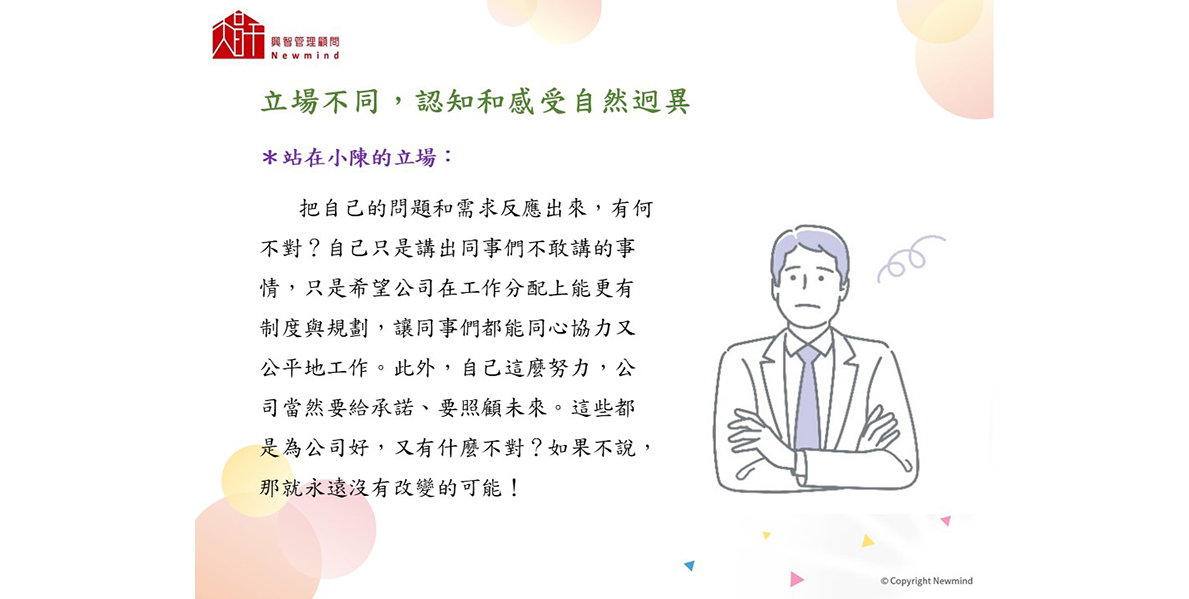 興智管理顧問
Newmind
立場不同，認知和感受自然迥異
＊站在小陳的立場：
把自己的問題和需求反應出來，有何
不對？自己只是講出同事們不敢講的事
情，只是希望公司在工作分配上能更有
制度與規劃，讓同事們都能同心協力又
公平地工作。此外，自己這麼努力，公
司當然要給承諾、要照顧未來。這些都
是為公司好，又有什麼不對？如果不說，
那就永遠沒有改變的可能！
© Copyright Newmind